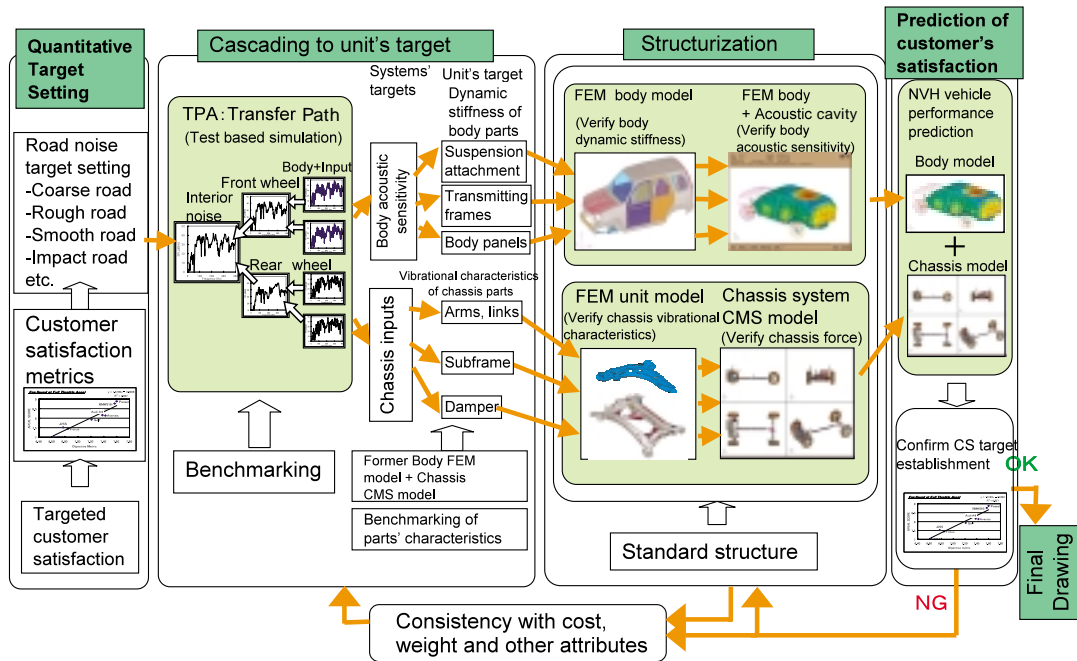 Quantitative
Target
Setting
Road noise
target setting
-Coarse road
-Rough road
-Smooth road
-Impact road
etc.
Customer
satisfaction
metrics
Targeted
customer
satisfaction
Cascading to unit's target
TPA：Transfer Path
(Test based simulation)
Body+Input
Front wheel
Interior
noise
Rear wheel
Benchmarking
Systems'
targets
Body acoustic
sensitivity
Chassis inputs
Unit's target
Dynamic
stiffness of
body parts
Suspension
attachment
Transmitting
frames
Body panels
Vibrational characteristics
of chassis parts
Arms, links
Subframe
Damper
Former Body FEM
model + Chassis
CMS model
Benchmarking of
parts' characteristics
Structurization
FEM body model
(Verify body
dynamic stiffness)
FEM body
+ Acoustic cavity
(Verify body
acoustic sensitivity)
FEM unit model
(Verify chassis vibrational
characteristics)
Chassis system
CMS model
(Verify chassis force)
Standard structure
Prediction of
customer's
satisfaction
NVH vehicle
performance
prediction
Body model
+
Chassis model
Confirm CS target
establishment
OK
NG
Final
Drawing
Consistency with cost,
weight and other attributes